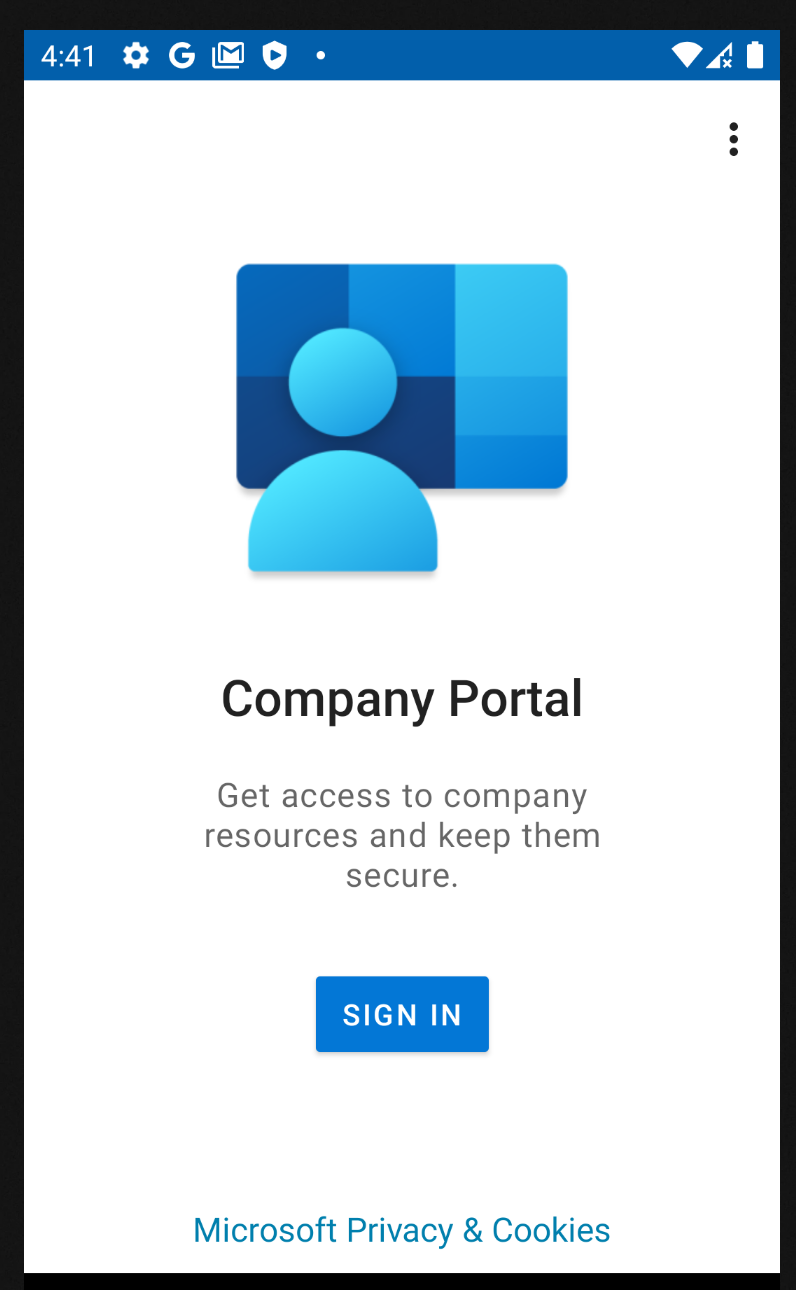 4:41
Company Portal
Get access to company
resources and keep them
secure.
SIGN IN
Microsoft Privacy & Cookies